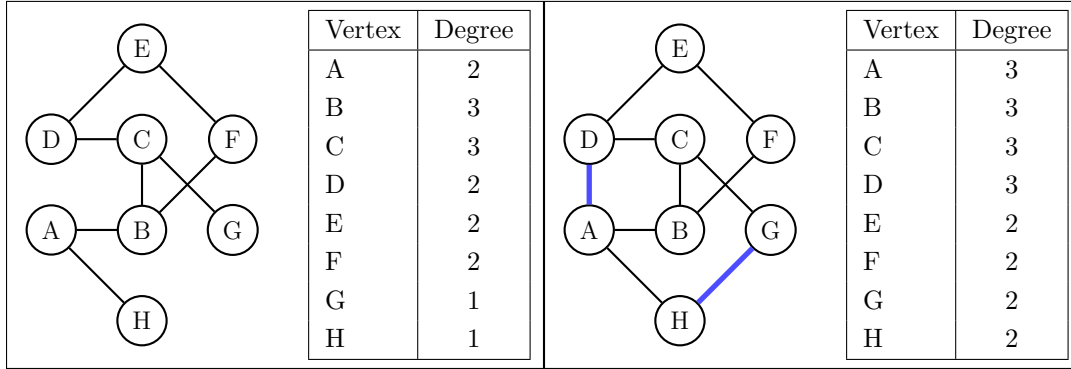 E
D
C
F
A
B
G
H
Vertex Degree
A 2
B 3
C 3
D 2
E 2
F 2
G 1
H 1
E
D
C
F
A
B
G
H
Vertex Degree
A 3
B 3
C 3
D 3
E 2
F 2
G 2
H 2